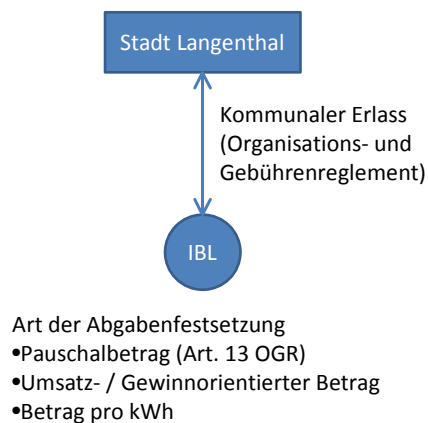 Stadt Langenthal
Kommunaler Erlass
(Organisations- und
Gebührenreglement)
IBL
Art der Abgabenfestsetzung
•Pauschalbetrag (Art. 13 OGR)
•Umsatz- / Gewinnorientierter Betrag
•Betrag pro kWh